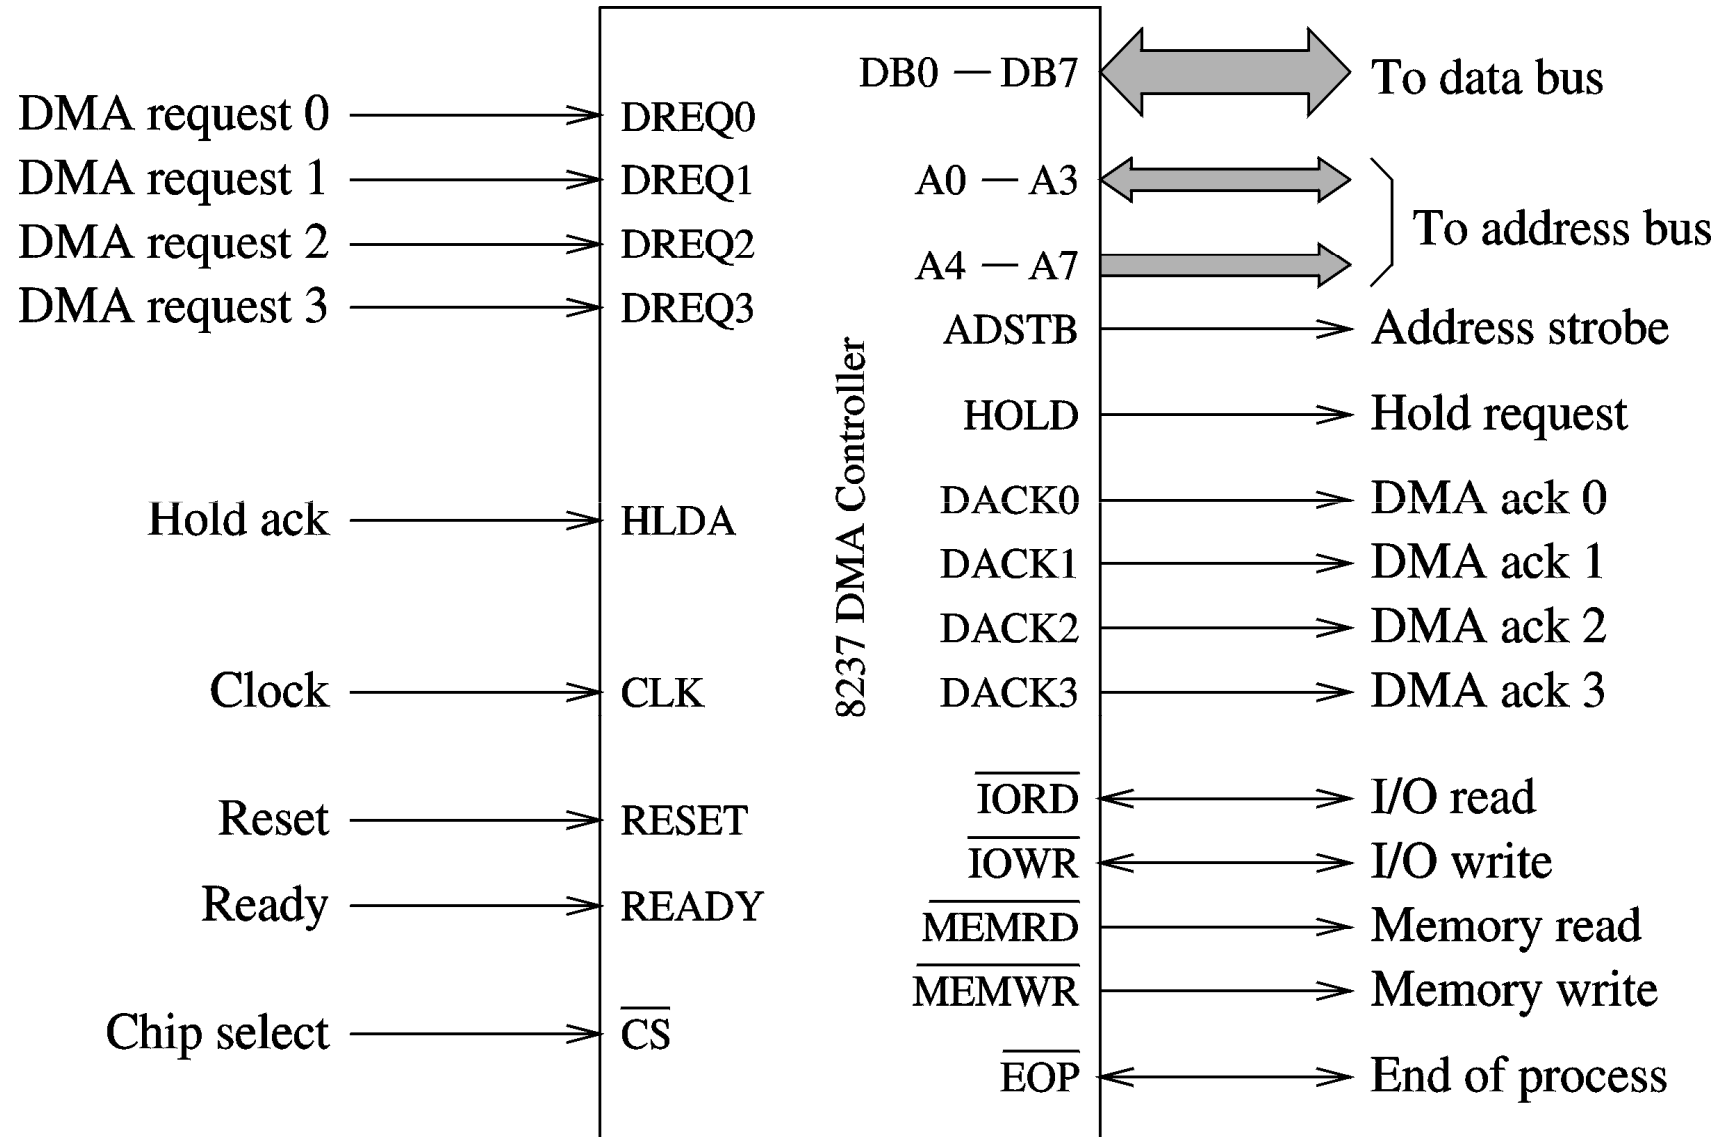 DMA request 0
DMA request 1
DMA request 2
DMA request 3
Hold ack
Clock
Reset
Ready
Chip select
DREQ0
DREQ1
DREQ2
DREQ3
HLDA
CLK
RESET
READY
CS
8237 DMA Controller
DB0 — DB7
A0 — A3
A4 — A7
ADSTB
HOLD
DACK0
DACK1
DACK2
DACK3
IORD
IOWR
MEMRD
MEMWR
EOP
To data bus
To address bus
Address strobe
Hold request
DMA ack 0
DMA ack 1
DMA ack 2
DMA ack 3
I/O read
I/O write
Memory read
Memory write
End of process